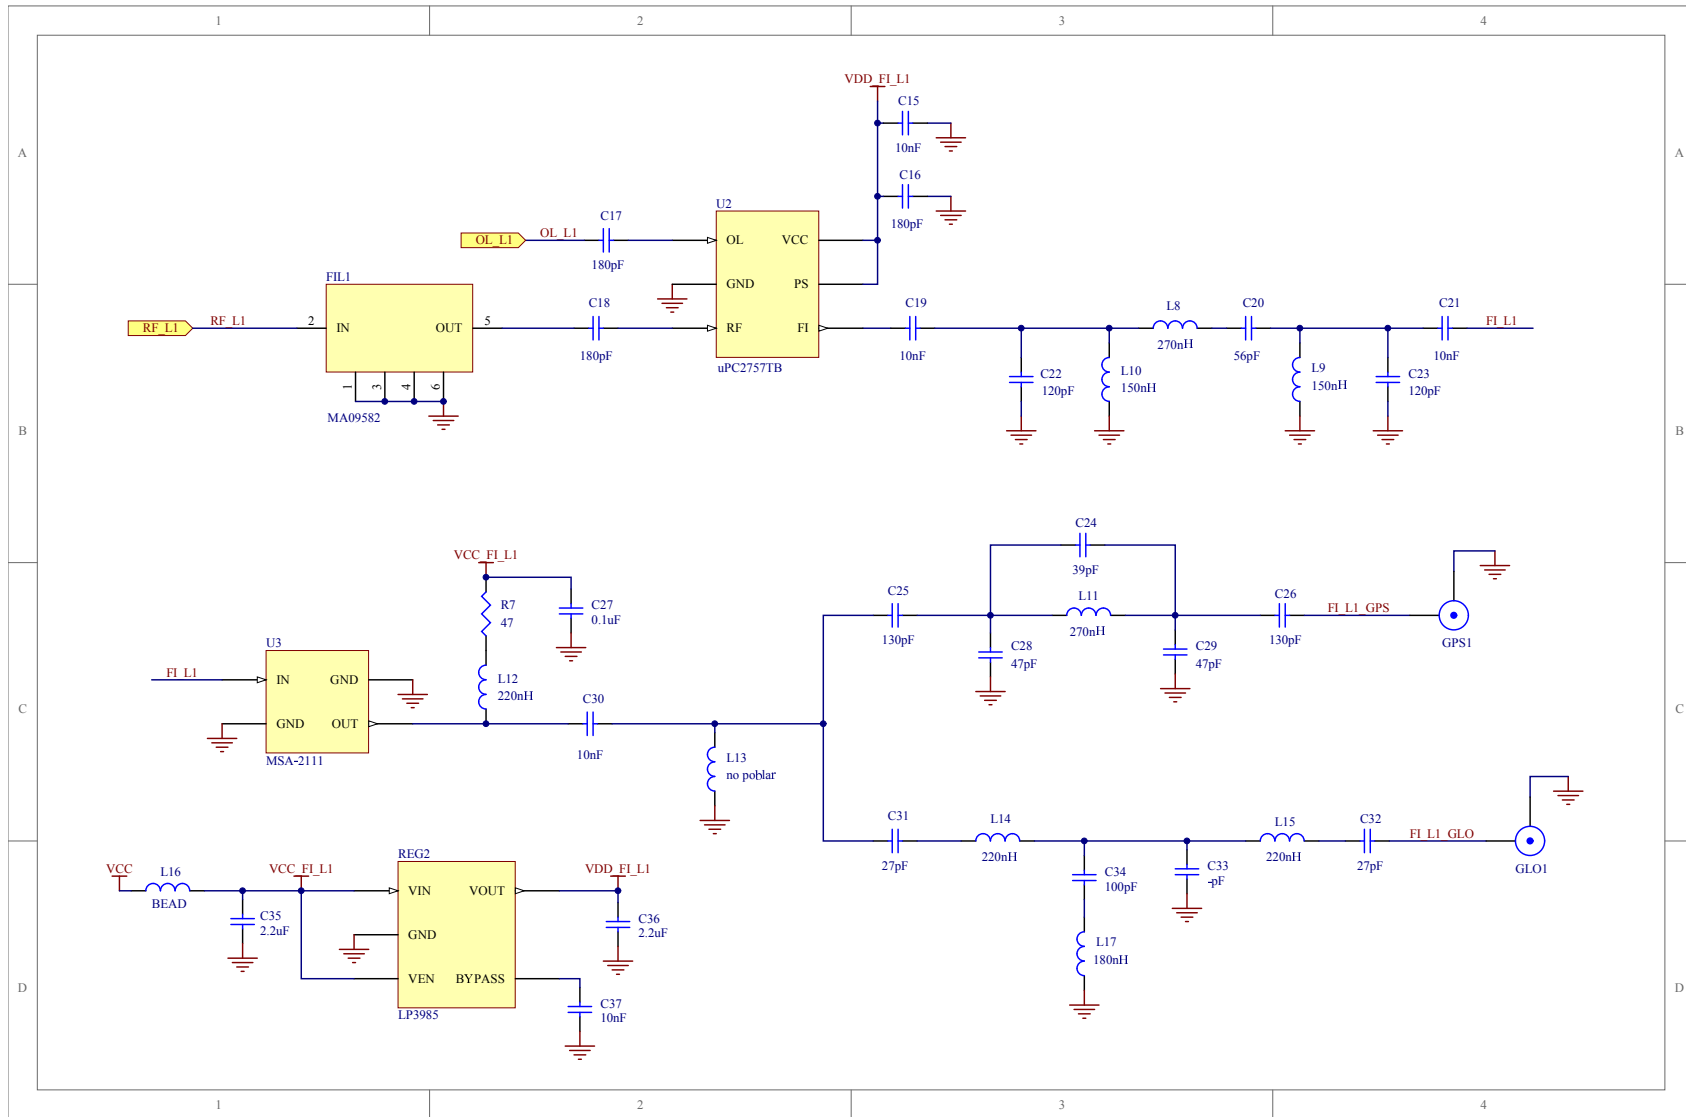 1 2 3 4
A A
VDD_FI_L1
C15
10nF
C16
180pF
U2
C17
OL_L1 OL_L1
180pF
OL VCC
GND PS
RF FI
uPC2757TB
FIL1
RF_L1 RF_L1
2 IN OUT 5
1 3 4 6
MA09582
C18
180pF
C19
10nF
L8
270nH
C20
56pF
C21
10nF
FI_L1
C22
120pF
L10
150nH
L9
150nH
C23
120pF
B B
VCC_FI_L1
R7
47
C27
0.1uF
L12
220nH
U3
FI_L1
IN GND
GND OUT
MSA-2111
C30
10nF
L13
no poblar
C24
39pF
C25
130pF
L11
270nH
C26
130pF
FI_L1_GPS
GPS1
C28
47pF
C29
47pF
C C
C31
27pF
L14
220nH
L15
220nH
C32
27pF
FI_L1_GLO
GLO1
C34
100pF
C33
-pF
L17
180nH
VCC
L16
BEAD
VCC_FI_L1
C35
2.2uF
REG2
VIN VOUT
GND
VEN BYPASS
LP3985
VDD_FI_L1
C36
2.2uF
C37
10nF
D D
1 2 3 4